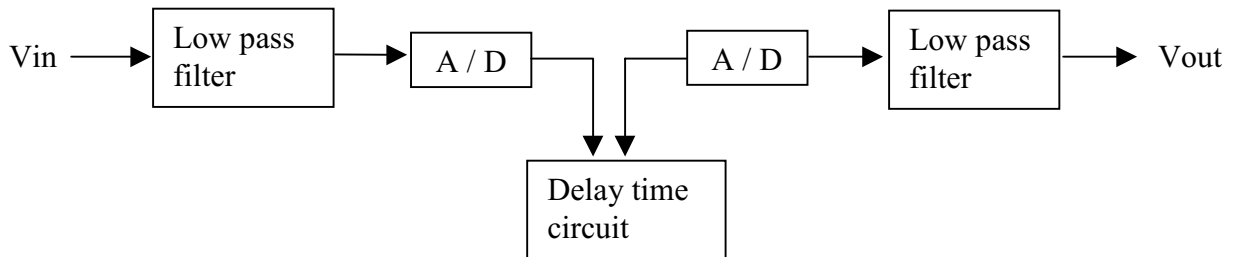 Vin
Low pass
filter
A / D
A / D
Low pass
filter
Vout
Delay time
circuit